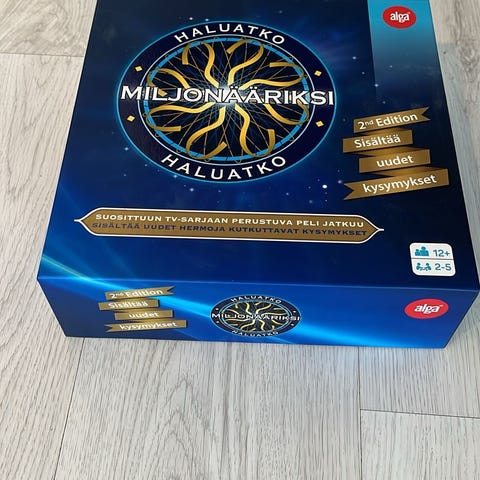 alga®
HALUATKO
MILJONÄÄRIKSI
HALUATKO
2nd Edition
Sisältää
uudet
kysymykset
SUOSITTUUN TV-SARJAAN PERUSTUVA PELI JATKUU
SISÄLTÄÄ UUDET HERMOJA KUTKUTTAVAT KYSYMYKSET
12+
2-5
2nd Edition
Sisältää
uudet
kysymykset
HALUATKO
MILJONÄÄRIKSI
HALUATKO
alga®